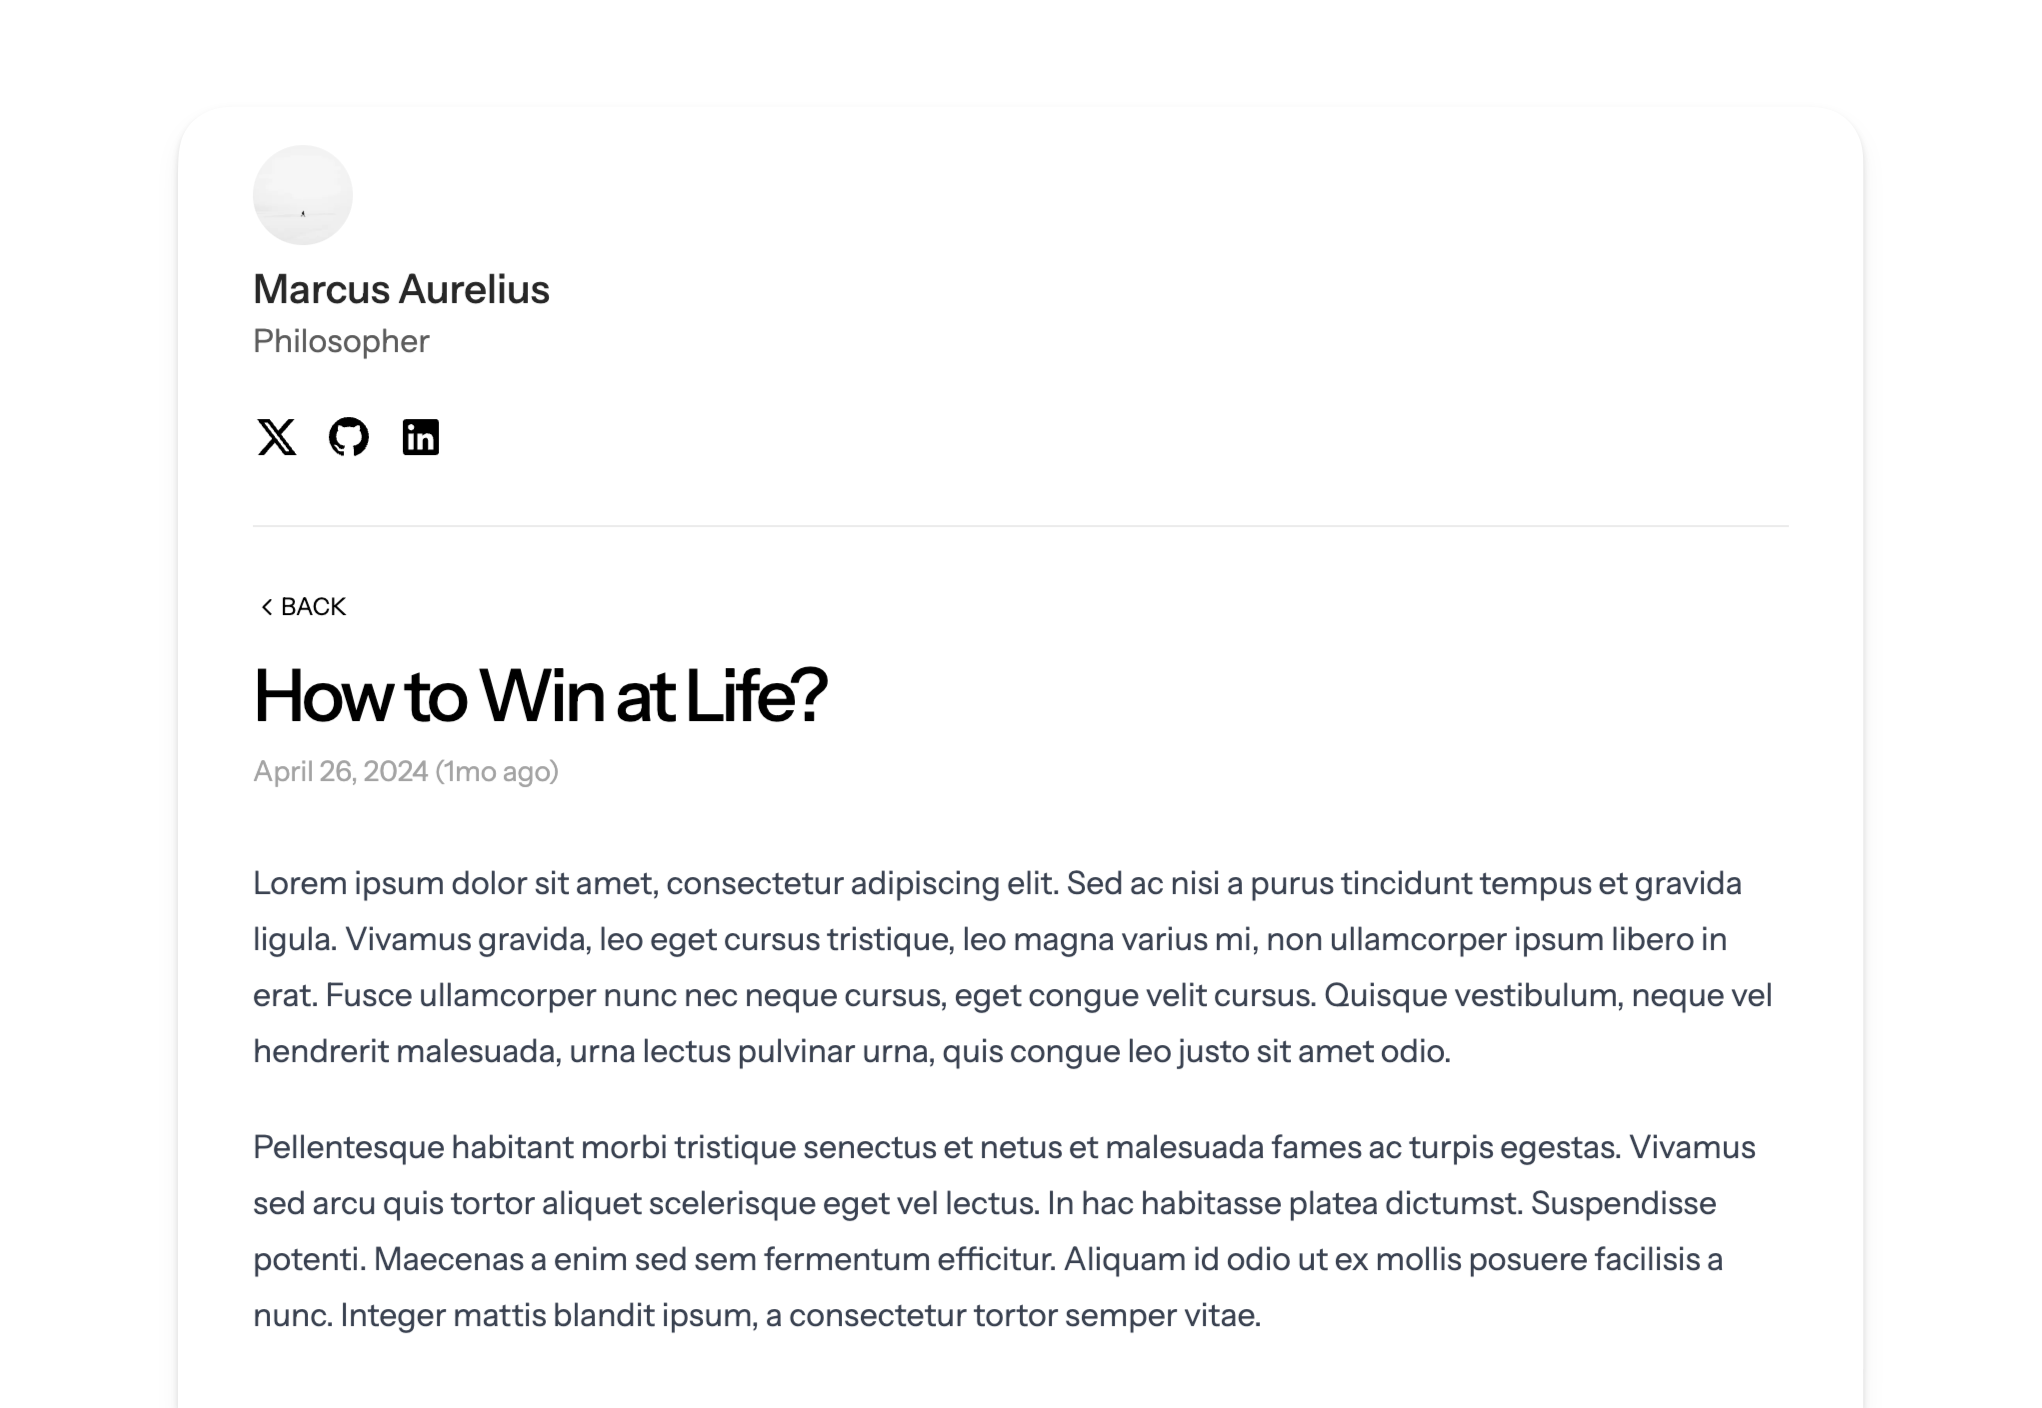 Marcus Aurelius
Philosopher
BACK
How to Win at Life?
April 26, 2024 (1mo ago)
Lorem ipsum dolor sit amet, consectetur adipiscing elit. Sed ac nisi a purus tincidunt tempus et gravida
ligula. Vivamus gravida, leo eget cursus tristique, leo magna varius mi, non ullamcorper ipsum libero in
erat. Fusce ullamcorper nunc nec neque cursus, eget congue velit cursus. Quisque vestibulum, neque vel
hendrerit malesuada, urna lectus pulvinar urna, quis congue leo justo sit amet odio.
Pellentesque habitant morbi tristique senectus et netus et malesuada fames ac turpis egestas. Vivamus
sed arcu quis tortor aliquet scelerisque eget vel lectus. In hac habitasse platea dictumst. Suspendisse
potenti. Maecenas a enim sed sem fermentum efficitur. Aliquam id odio ut ex mollis posuere facilisis a
nunc. Integer mattis blandit ipsum, a consectetur tortor semper vitae.